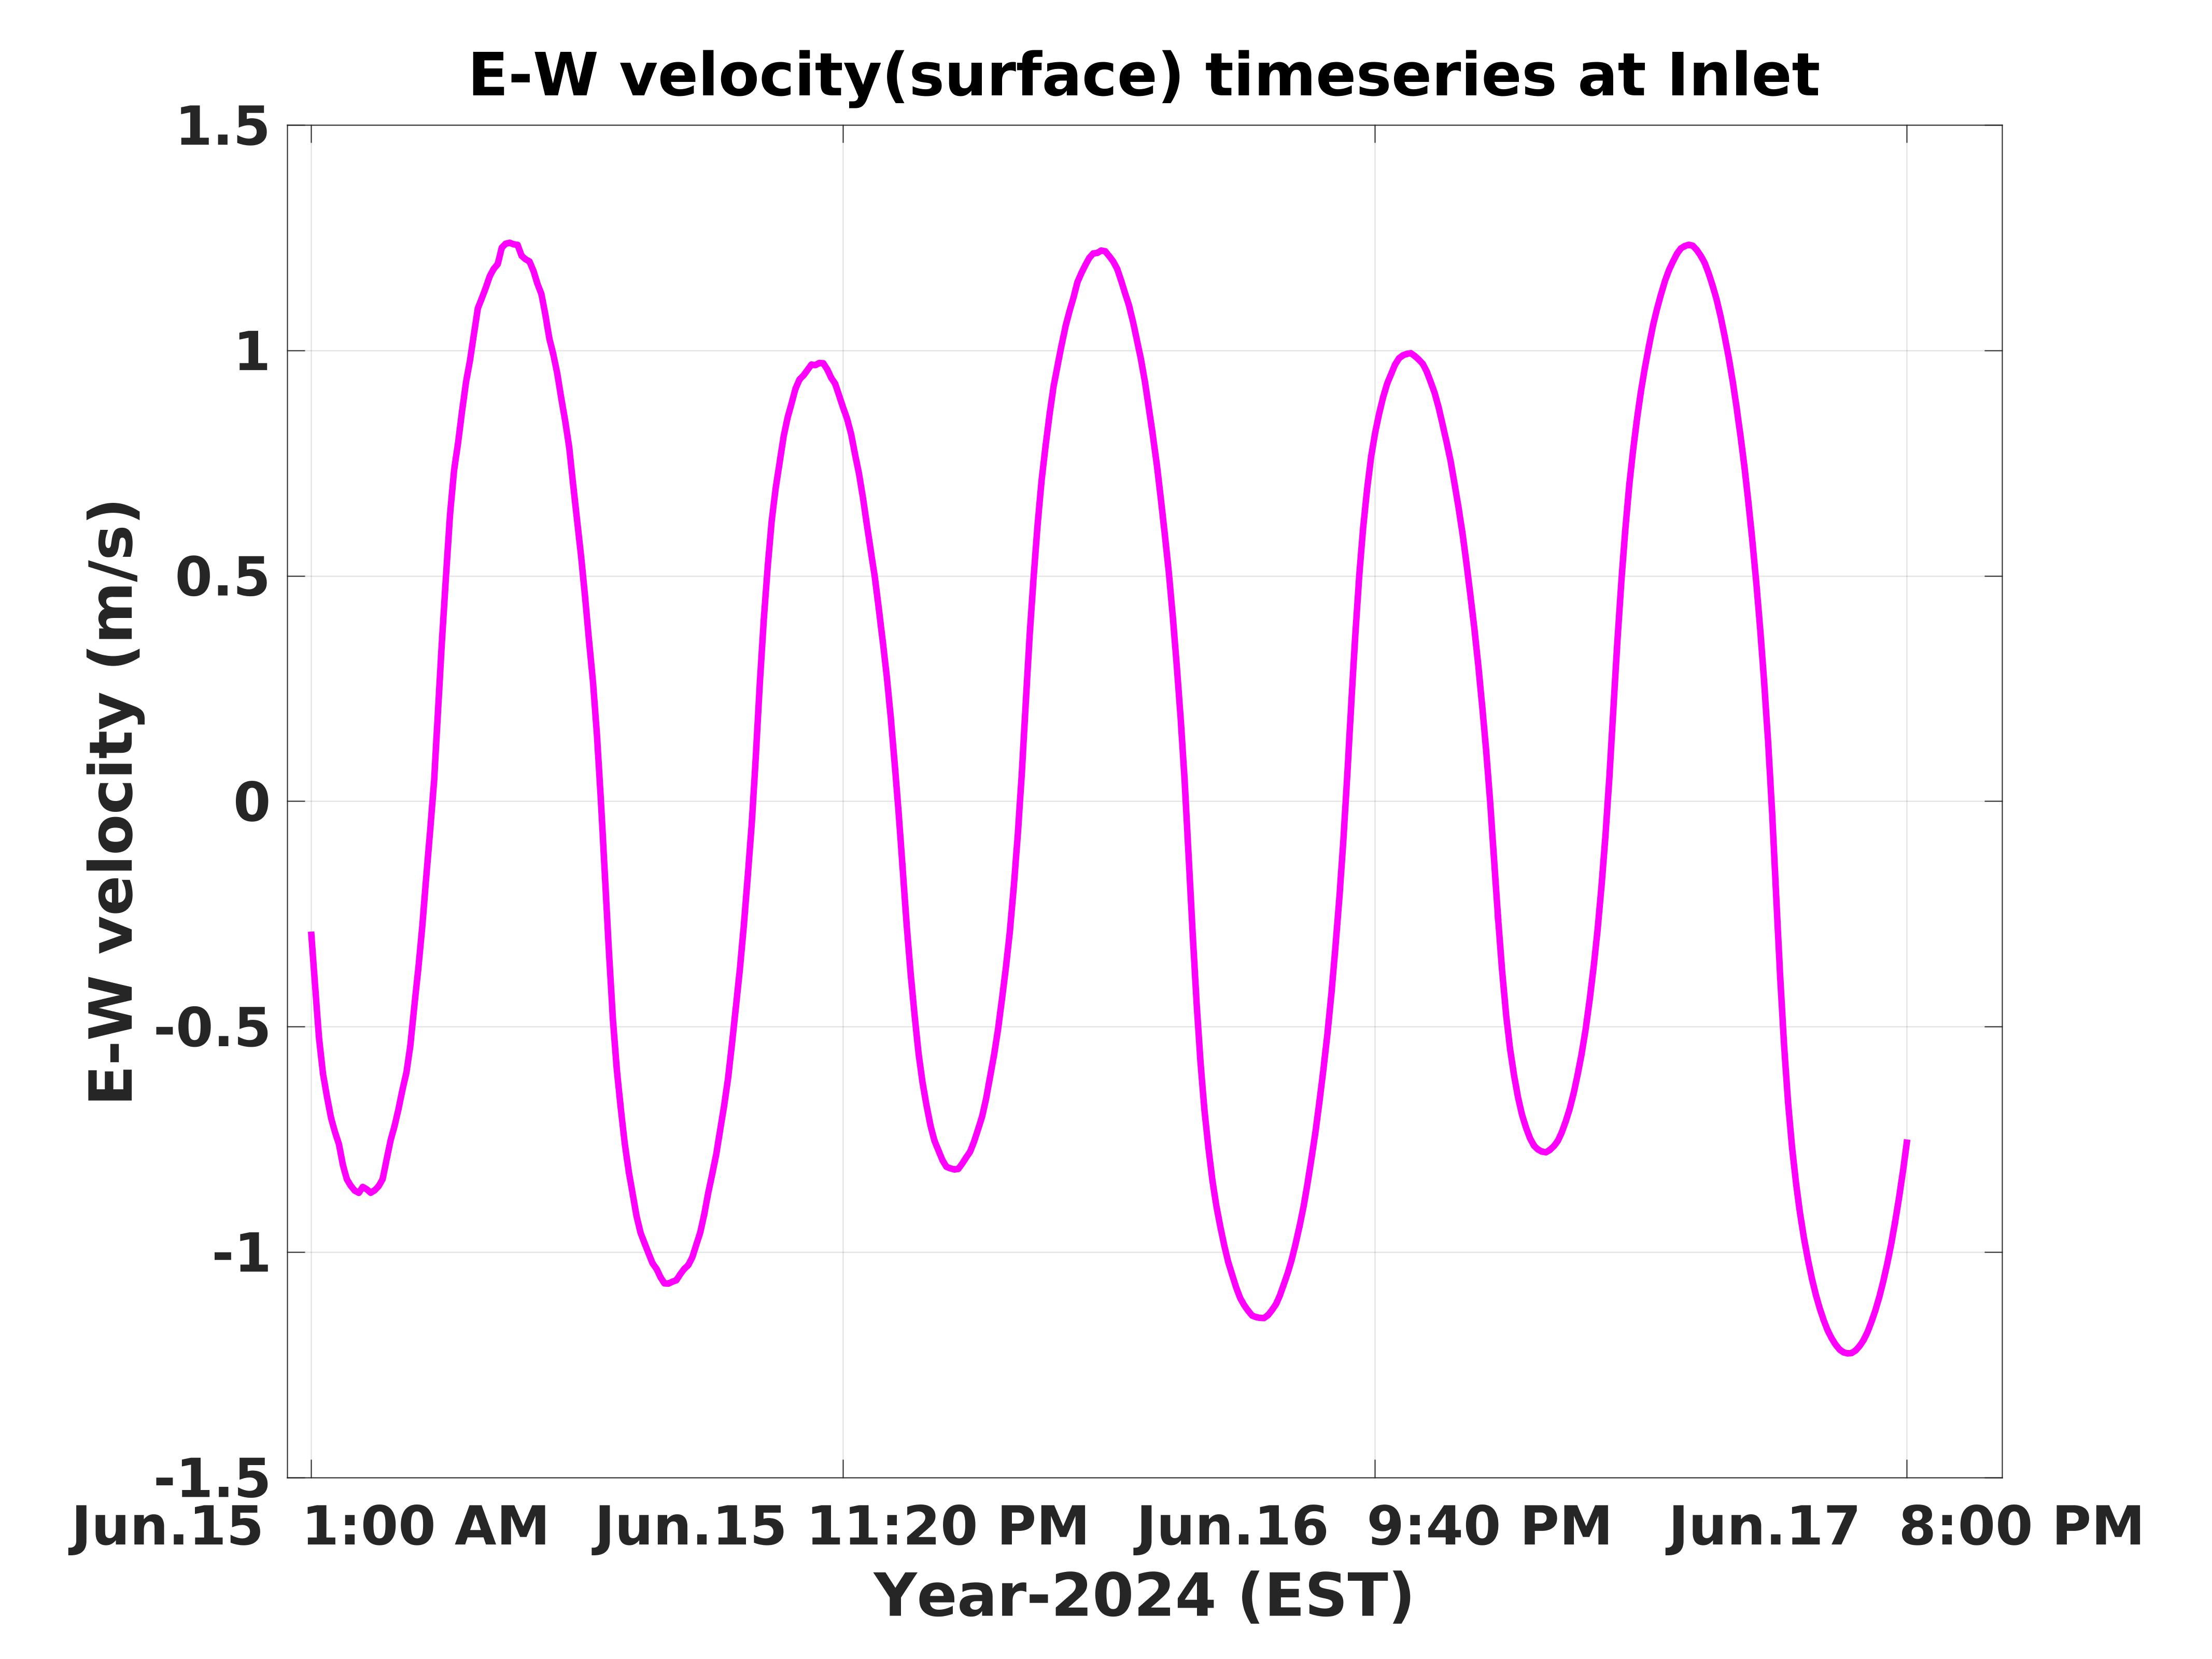 E-W velocity(surface) timeseries at Inlet
E-W velocity (m/s)
1.5
1
0.5
0
-0.5
-1
-1.5
Jun.15 1:00 AM Jun.15 11:20 PM Jun.16 9:40 PM Jun.17 8:00 PM
Year-2024 (EST)